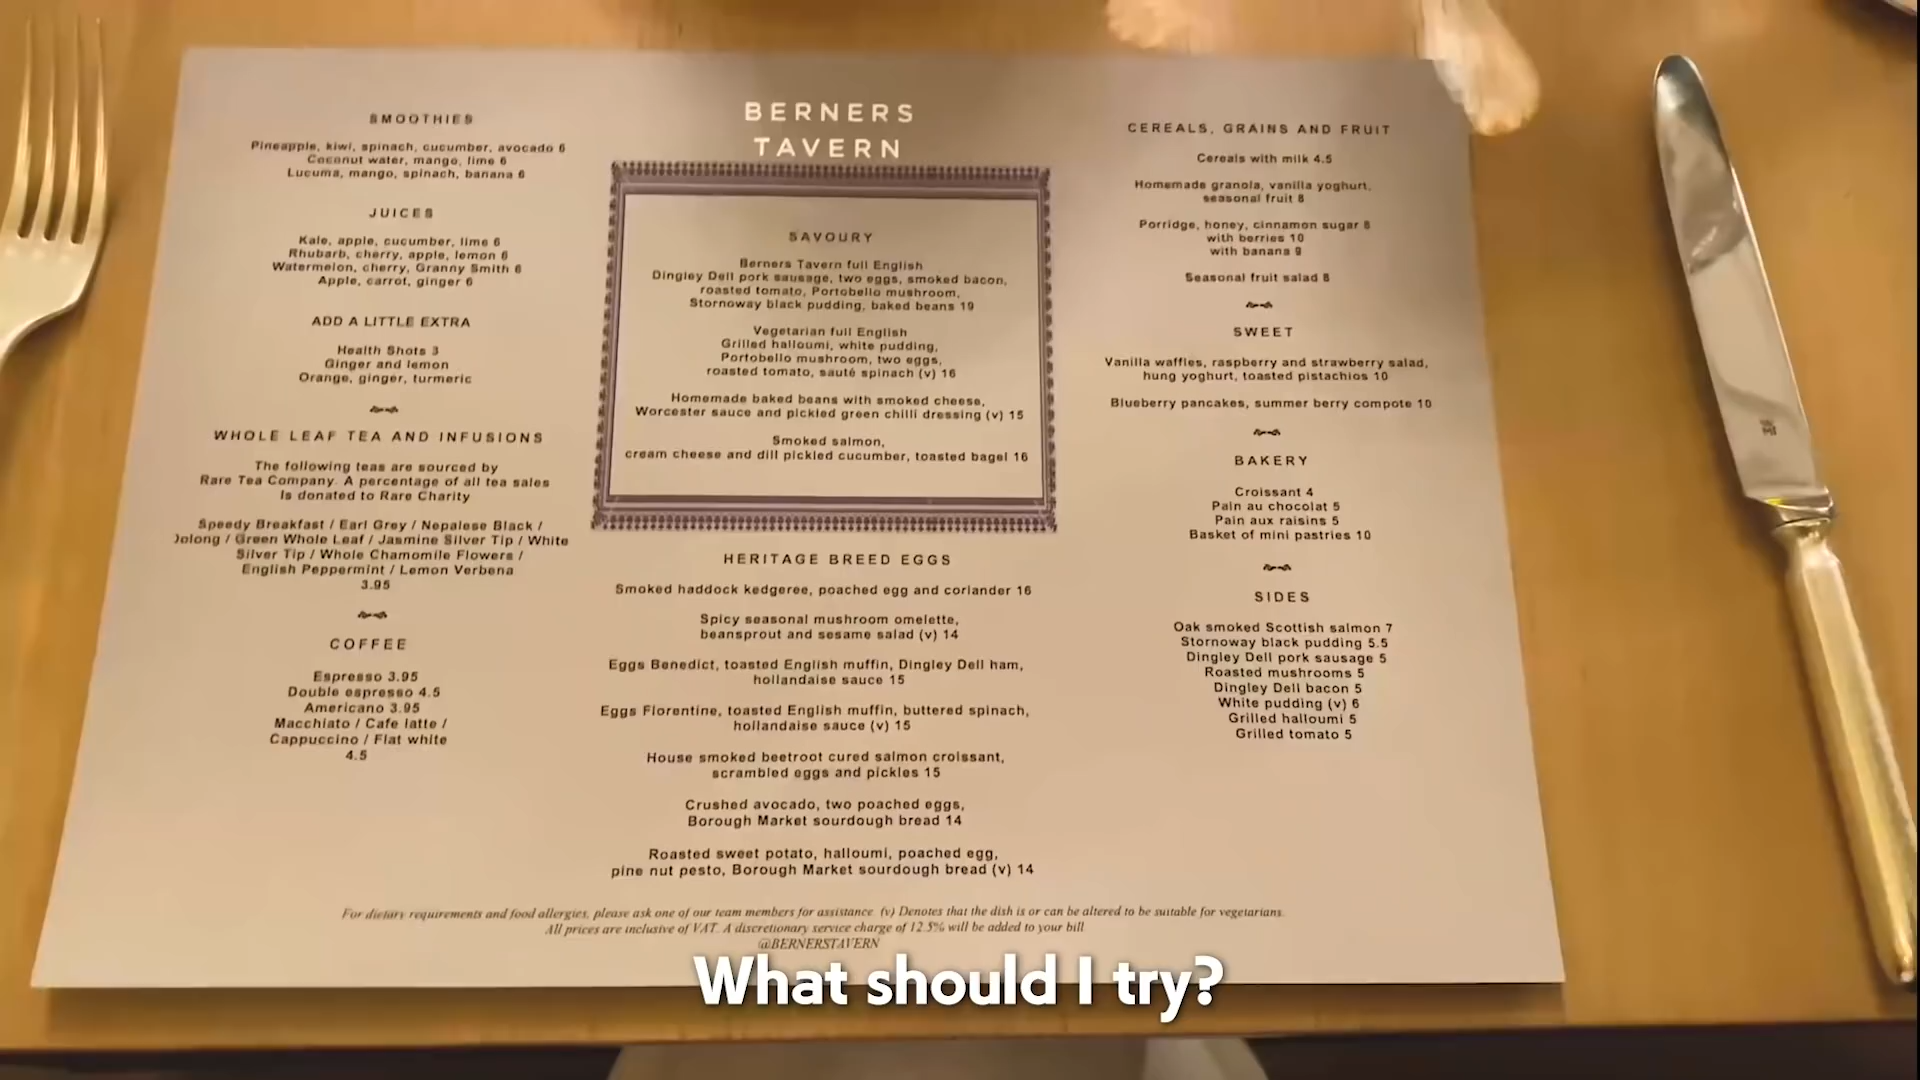 SMOOTHIES
Pineapple, kiwi, spinach, cucumber, avocado 6
Coconut water, mango, lime 6
Lucuma, mango, spinach, banana 6
JUICES
Kale, apple, cucumber, lime 6
Rhubarb, cherry, apple, lemon 6
Watermelon, cherry, Granny Smith 6
Apple, carrot, ginger 6
ADD A LITTLE EXTRA
Health Shots 3
Ginger and lemon
Orange, ginger, turmeric
WHOLE LEAF TEA AND INFUSIONS
The following teas are sourced by
Rare Tea Company. A percentage of all tea sales
is donated to Rare Charity
Speedy Breakfast / Earl Grey / Nepalese Black /
Oolong / Green Whole Leaf / Jasmine Silver Tip / White
Silver Tip / Whole Chamomile Flowers /
English Peppermint / Lemon Verbena
3.95
COFFEE
Espresso 3.95
Double espresso 4.5
Americano 3.95
Macchiato / Cafe latte /
Cappuccino / Flat white
4.5
BERNERS
TAVERN
SAVOURY
Berners Tavern full English
Dingley Dell pork sausage, two eggs, smoked bacon,
roasted tomato, Portobello mushroom,
Stornoway black pudding, baked beans 19
Vegetarian full English
Grilled halloumi, white pudding,
Portobello mushroom, two eggs,
roasted tomato, sauté spinach (v) 16
Homemade baked beans with smoked cheese,
Worcester sauce and pickled green chilli dressing (v) 15
Smoked salmon,
cream cheese and dill pickled cucumber, toasted bagel 16
HERITAGE BREED EGGS
Smoked haddock kedgeree, poached egg and coriander 16
Spicy seasonal mushroom omelette,
beansprout and sesame salad (v) 14
Eggs Benedict, toasted English muffin, Dingley Dell ham,
hollandaise sauce 15
Eggs Florentine, toasted English muffin, buttered spinach,
hollandaise sauce (v) 15
House smoked beetroot cured salmon croissant,
scrambled eggs and pickles 15
Crushed avocado, two poached eggs,
Borough Market sourdough bread 14
Roasted sweet potato, halloumi, poached egg,
pine nut pesto, Borough Market sourdough bread (v) 14
CEREALS, GRAINS AND FRUIT
Cereals with milk 4.5
Homemade granola, vanilla yoghurt,
seasonal fruit 8
Porridge, honey, cinnamon sugar 8
with berries 10
with banana 9
Seasonal fruit salad 8
SWEET
Vanilla waffles, raspberry and strawberry salad,
hung yoghurt, toasted pistachios 10
Blueberry pancakes, summer berry compote 10
BAKERY
Croissant 4
Pain au chocolat 5
Pain aux raisins 5
Basket of mini pastries 10
SIDES
Oak smoked Scottish salmon 7
Stornoway black pudding 5.5
Dingley Dell pork sausage 5
Roasted mushrooms 5
Dingley Dell bacon 5
White pudding (v) 6
Grilled halloumi 5
Grilled tomato 5
For dietary requirements and food allergies, please ask one of our team members for assistance. (v) Denotes that the dish is or can be altered to be suitable for vegetarians.
All prices are inclusive of VAT. A discretionary service charge of 12.5% will be added to your bill
@BERNERSTAVERN
What should I try?